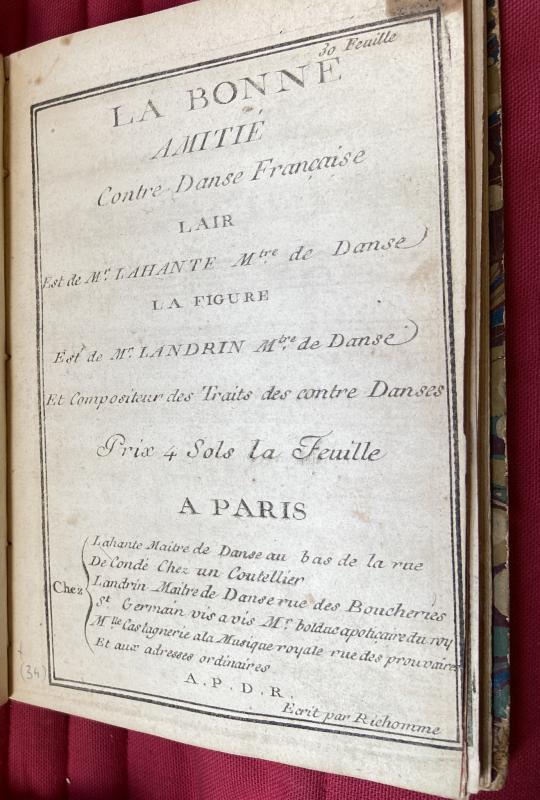 30 Feuille
LA BONNE
AMITIÉ
Contre Danse Française
LAIR
Est de Mr. LAHANTE Mtre de Danse
LA FIGURE
Est de Mr. LANDRIN Mtre de Danse
Et Compositeur des Traits des contre Danses
Prix 4 Sols la Feuille
A PARIS
Chez
Lahante Maitre de Danse au bas de la rue
De Condé Chez un Coutellier
Landrin Maitre de Danse rue des Boucheries
St. Germain vis a vis Mr bolduc apoticaire du roy
Mlle Castagnerie a la Musique royale rue des prouvaires
Et aux adresses ordinaires
A.P.D.R.
Ecrit par Richomme
(34)